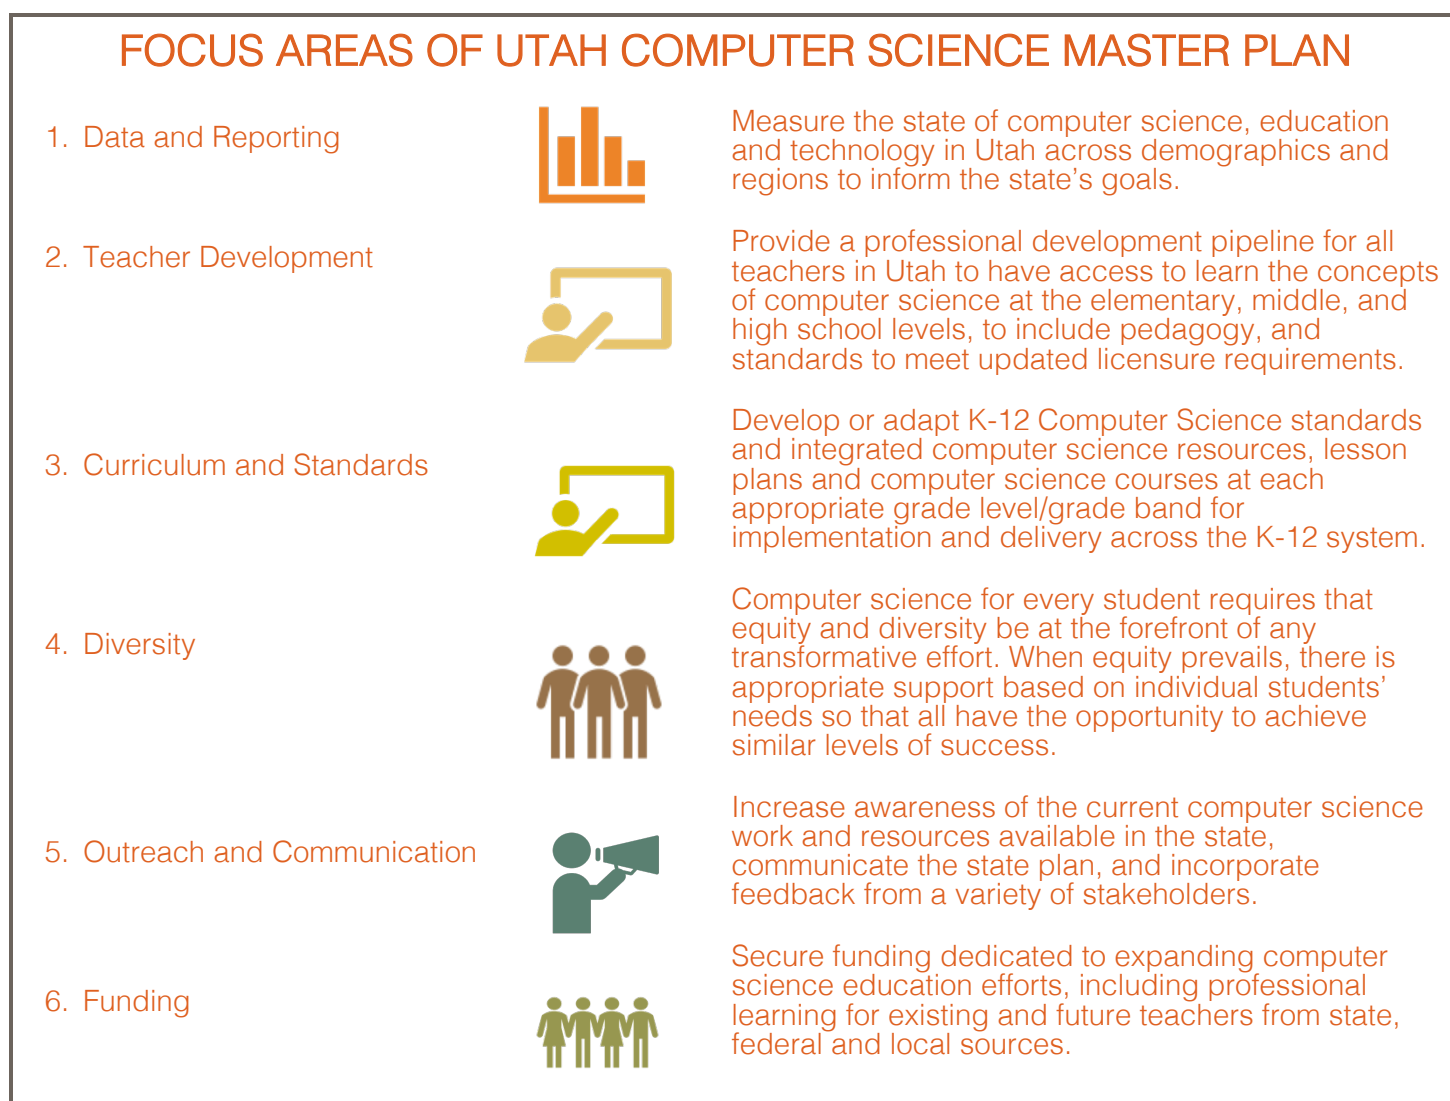 FOCUS AREAS OF UTAH COMPUTER SCIENCE MASTER PLAN
1. Data and Reporting
Measure the state of computer science, education
and technology in Utah across demographics and
regions to inform the state's goals.
2. Teacher Development
Provide a professional development pipeline for all
teachers in Utah to have access to learn the concepts
of computer science at the elementary, middle, and
high school levels, to include pedagogy, and
standards to meet updated licensure requirements.
3. Curriculum and Standards
Develop or adapt K-12 Computer Science standards
and integrated computer science resources, lesson
plans and computer science courses at each
appropriate grade level/grade band for
implementation and delivery across the K-12 system.
4. Diversity
Computer science for every student requires that
equity and diversity be at the forefront of any
transformative effort. When equity prevails, there is
appropriate support based on individual students'
needs so that all have the opportunity to achieve
similar levels of success.
5. Outreach and Communication
Increase awareness of the current computer science
work and resources available in the state,
communicate the state plan, and incorporate
feedback from a variety of stakeholders.
6. Funding
Secure funding dedicated to expanding computer
science education efforts, including professional
learning for existing and future teachers from state,
federal and local sources.